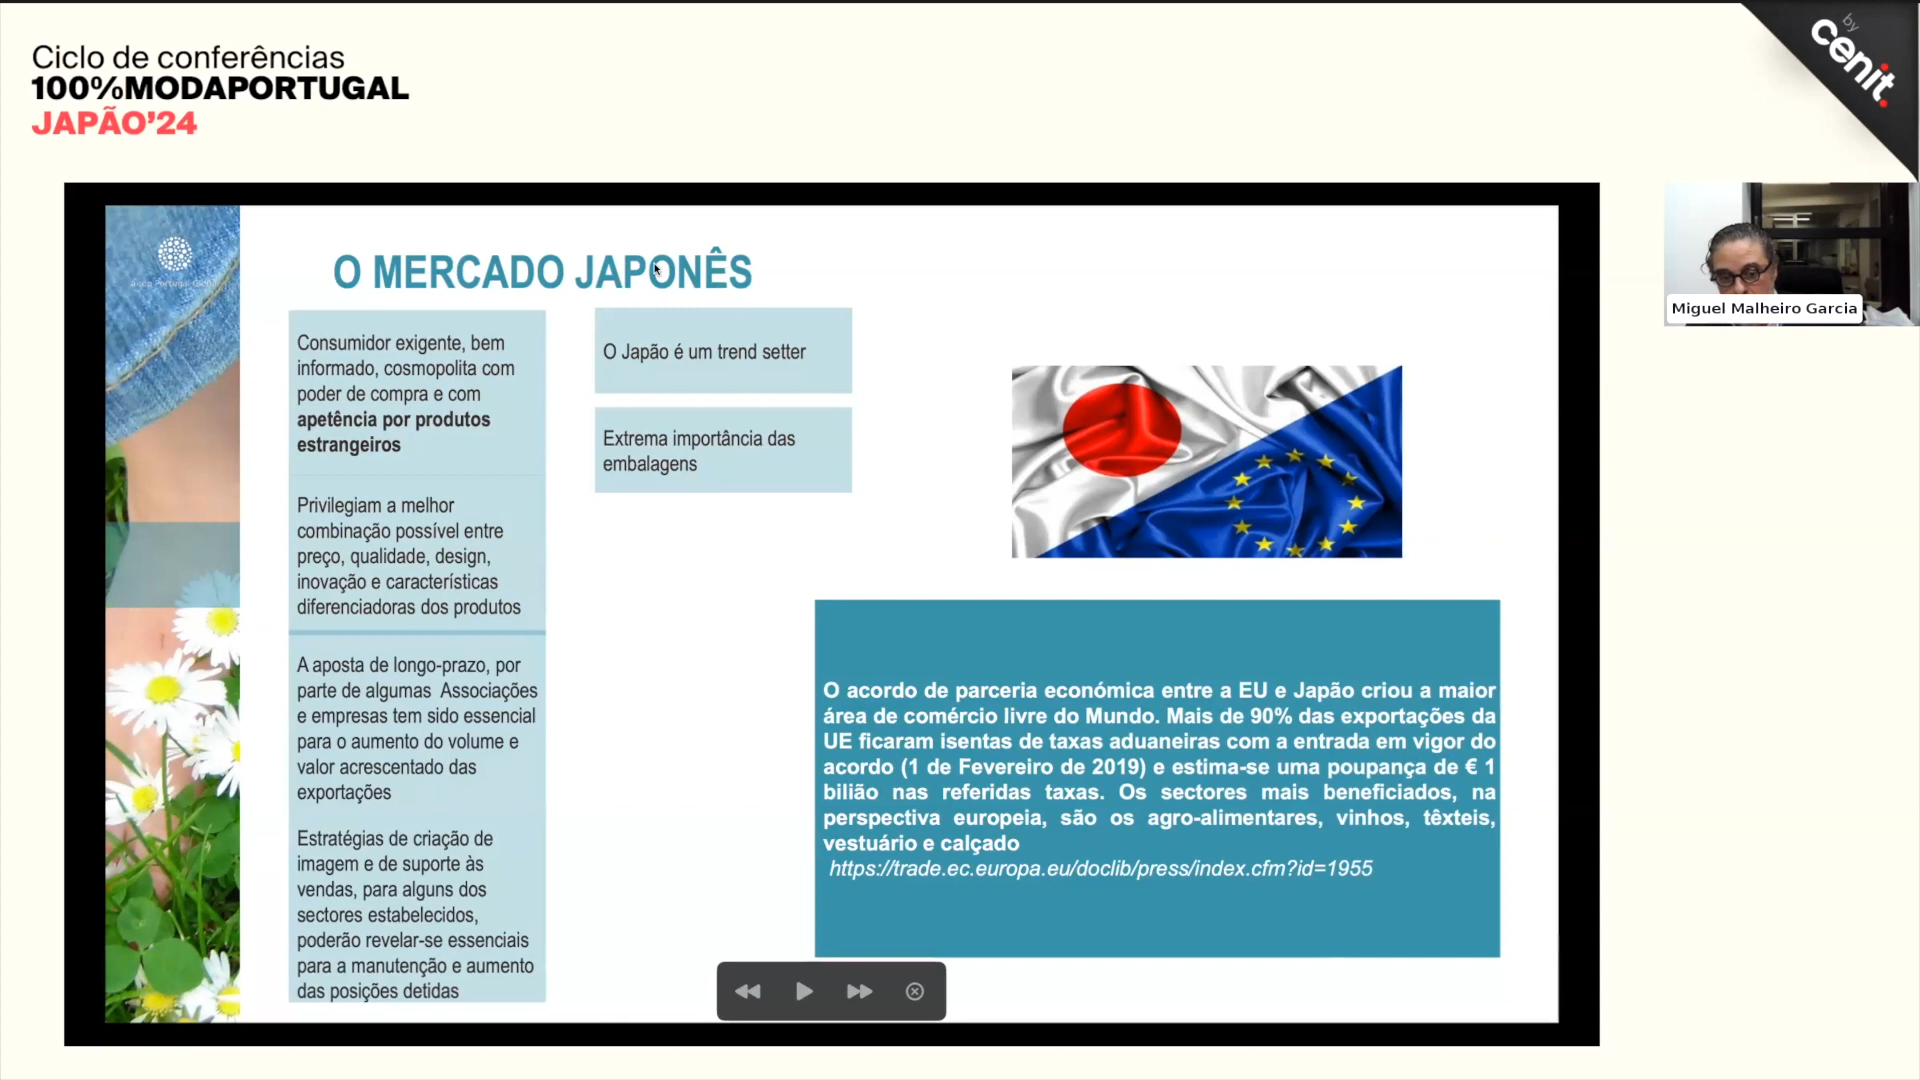 Ciclo de conferências
100%MODAPORTUGAL
JAPÃO’24
by
cenit.
O MERCADO JAPONÊS
Consumidor exigente, bem
informado, cosmopolita com
poder de compra e com
apetência por produtos
estrangeiros
Privilegiam a melhor
combinação possível entre
preço, qualidade, design,
inovação e características
diferenciadoras dos produtos
A aposta de longo-prazo, por
parte de algumas Associações
e empresas tem sido essencial
para o aumento do volume e
valor acrescentado das
exportações
Estratégias de criação de
imagem e de suporte às
vendas, para alguns dos
sectores estabelecidos,
poderão revelar-se essenciais
para a manutenção e aumento
das posições detidas
O Japão é um trend setter
Extrema importância das
embalagens
O acordo de parceria económica entre a EU e Japão criou a maior
área de comércio livre do Mundo. Mais de 90% das exportações da
UE ficaram isentas de taxas aduaneiras com a entrada em vigor do
acordo (1 de Fevereiro de 2019) e estima-se uma poupança de € 1
bilião nas referidas taxas. Os sectores mais beneficiados, na
perspectiva europeia, são os agro-alimentares, vinhos, têxteis,
vestuário e calçado
https://trade.ec.europa.eu/doclib/press/index.cfm?id=1955
Miguel Malheiro Garcia